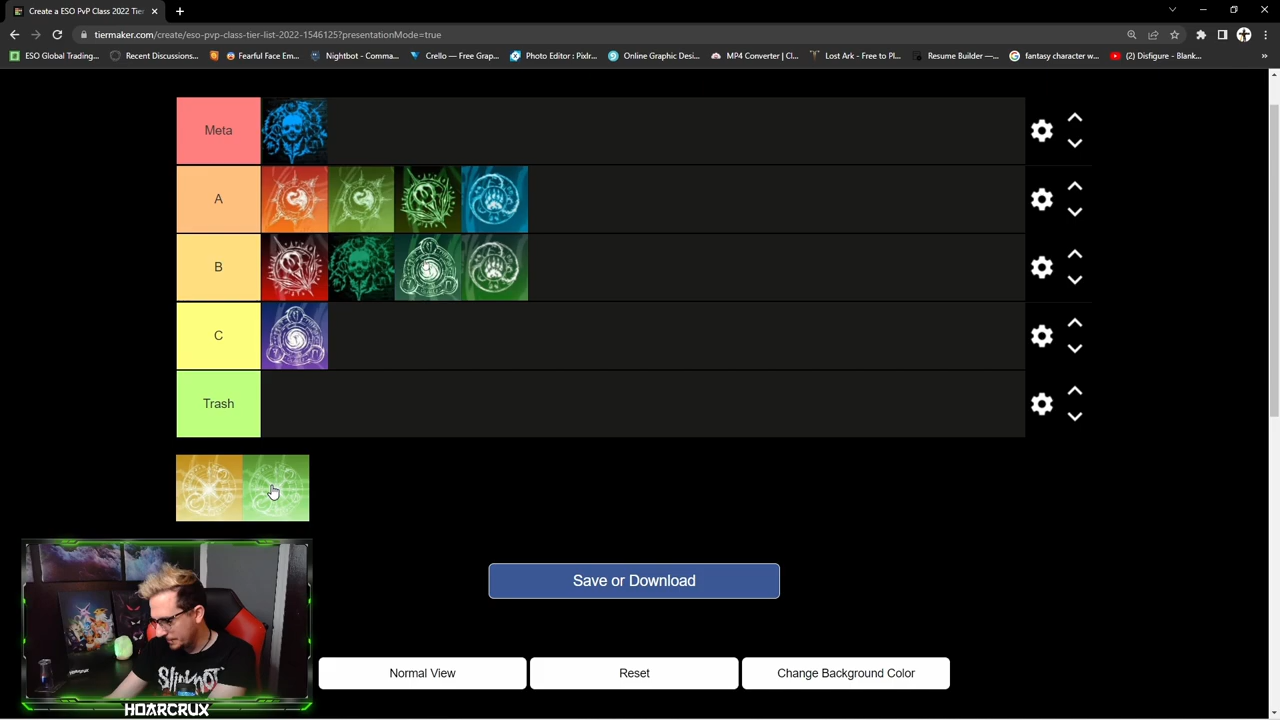 Create a ESO PvP Class 2022 Tier
tiermaker.com/create/eso-pvp-class-tier-list-2022-1546125?presentationMode=true
ESO Global Trading... Recent Discussions... Fearful Face Em... Nightbot - Comma... Crello — Free Grap... Photo Editor : Pixlr... Online Graphic Desi... MP4 Converter | Cl... Lost Ark - Free to Pl... Resume Builder —... fantasy character w... (2) Disfigure - Blank...
Meta
A
B
C
Trash
Save or Download
Normal View Reset Change Background Color
SLIPKNOT
HOARCRUX